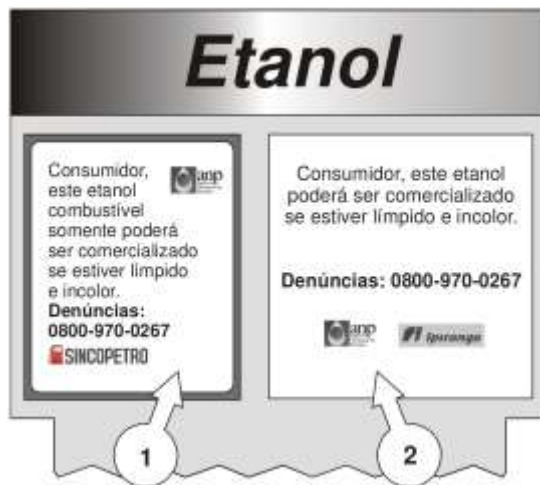 Etanol
Consumidor,
este etanol
combustível
somente poderá
ser comercializado
se estiver límpido
e incolor.
Denúncias:
0800-970-0267
anp
SINCOPETRO
1
Consumidor, este etanol
poderá ser comercializado
se estiver límpido e incolor.
Denúncias: 0800-970-0267
anp
Ipiranga
2